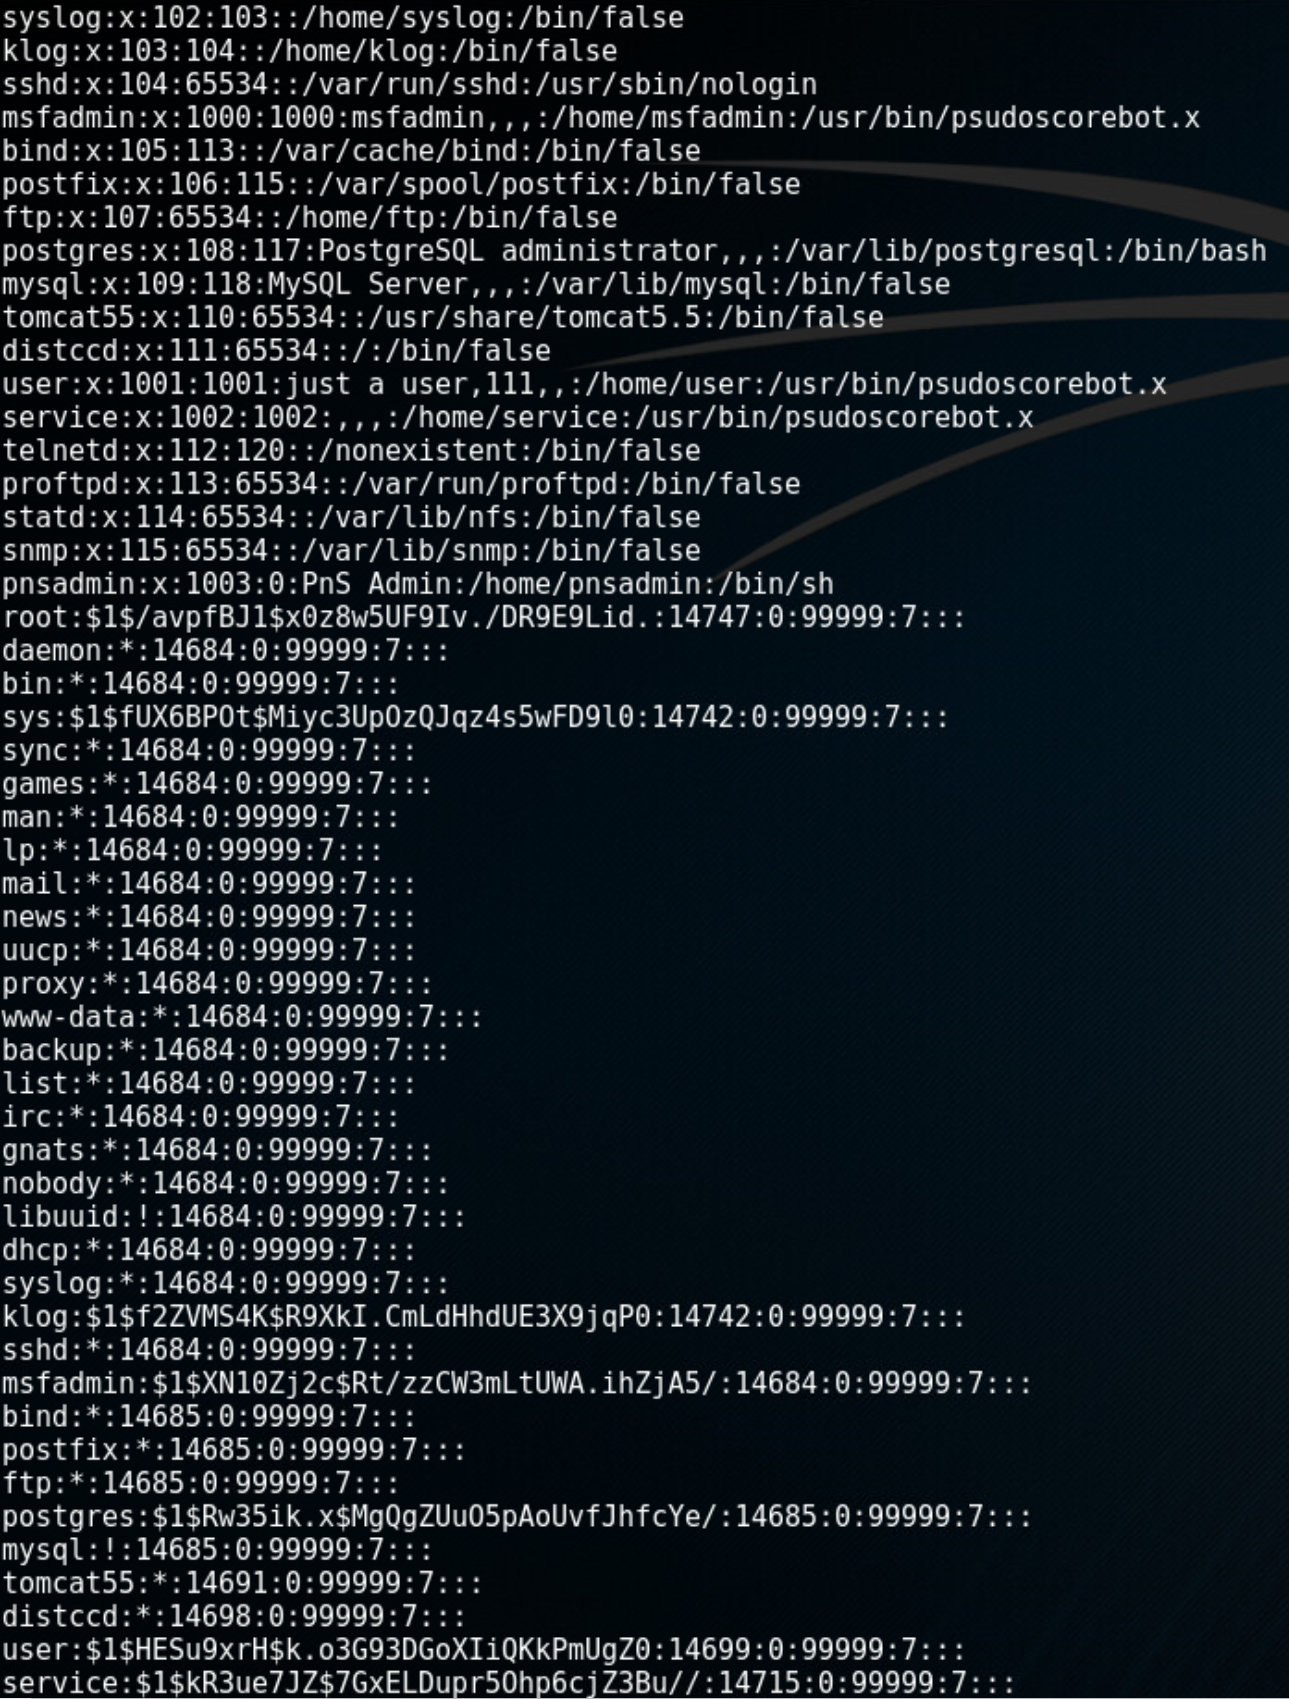 syslog:x:102:103::/home/syslog:/bin/false
klog:x:103:104::/home/klog:/bin/false
sshd:x:104:65534::/var/run/sshd:/usr/sbin/nologin
msfadmin:x:1000:1000:msfadmin,,,:/home/msfadmin:/usr/bin/psudoscorebot.x
bind:x:105:113::/var/cache/bind:/bin/false
postfix:x:106:115::/var/spool/postfix:/bin/false
ftp:x:107:65534::/home/ftp:/bin/false
postgres:x:108:117:PostgreSQL administrator,,,:/var/lib/postgresql:/bin/bash
mysql:x:109:118:MySQL Server,,,:/var/lib/mysql:/bin/false
tomcat55:x:110:65534::/usr/share/tomcat5.5:/bin/false
distccd:x:111:65534::/:/bin/false
user:x:1001:1001:just a user,111,,:/home/user:/usr/bin/psudoscorebot.x
service:x:1002:1002:,,,:/home/service:/usr/bin/psudoscorebot.x
telnetd:x:112:120::/nonexistent:/bin/false
proftpd:x:113:65534::/var/run/proftpd:/bin/false
statd:x:114:65534::/var/lib/nfs:/bin/false
snmp:x:115:65534::/var/lib/snmp:/bin/false
pnsadmin:x:1003:0:PnS Admin:/home/pnsadmin:/bin/sh
root:$1$/avpfBJ1$x0z8w5UF9Iv./DR9E9Lid.:14747:0:99999:7:::
daemon:*:14684:0:99999:7:::
bin:*:14684:0:99999:7:::
sys:$1$fUX6BPOt$Miyc3UpOzQJqz4s5wFD9l0:14742:0:99999:7:::
sync:*:14684:0:99999:7:::
games:*:14684:0:99999:7:::
man:*:14684:0:99999:7:::
lp:*:14684:0:99999:7:::
mail:*:14684:0:99999:7:::
news:*:14684:0:99999:7:::
uucp:*:14684:0:99999:7:::
proxy:*:14684:0:99999:7:::
www-data:*:14684:0:99999:7:::
backup:*:14684:0:99999:7:::
list:*:14684:0:99999:7:::
irc:*:14684:0:99999:7:::
gnats:*:14684:0:99999:7:::
nobody:*:14684:0:99999:7:::
libuuid:!:14684:0:99999:7:::
dhcp:*:14684:0:99999:7:::
syslog:*:14684:0:99999:7:::
klog:$1$f2ZVMS4K$R9XkI.CmLdHhdUE3X9jqP0:14742:0:99999:7:::
sshd:*:14684:0:99999:7:::
msfadmin:$1$XN10Zj2c$Rt/zzCW3mLtUWA.ihZjA5/:14684:0:99999:7:::
bind:*:14685:0:99999:7:::
postfix:*:14685:0:99999:7:::
ftp:*:14685:0:99999:7:::
postgres:$1$Rw35ik.x$MgQgZUuO5pAoUvfJhfcYe/:14685:0:99999:7:::
mysql:!:14685:0:99999:7:::
tomcat55:*:14691:0:99999:7:::
distccd:*:14698:0:99999:7:::
user:$1$HESu9xrH$k.o3G93DGoXIiQKkPmUgZ0:14699:0:99999:7:::
service:$1$kR3ue7JZ$7GxELDupr5Ohp6cjZ3Bu//:14715:0:99999:7:::